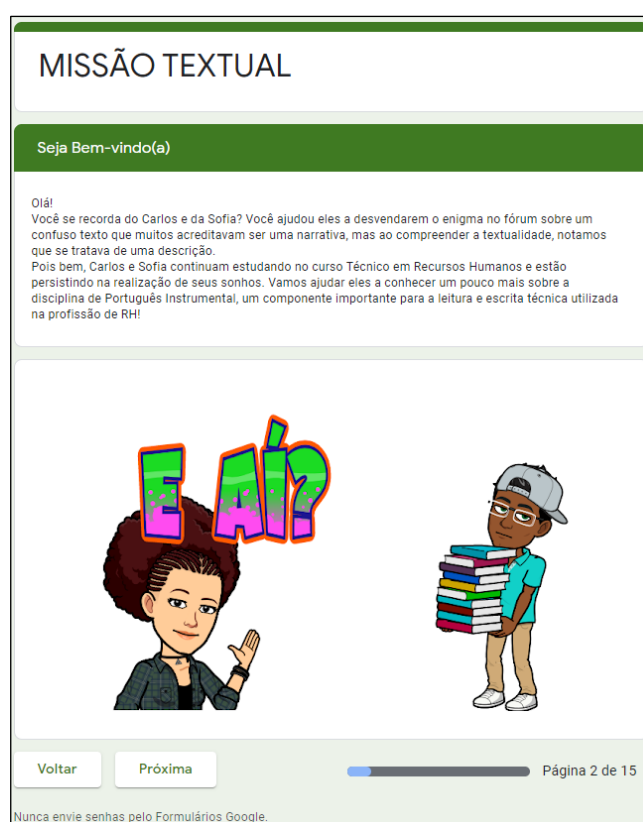 MISSÃO TEXTUAL
Seja Bem-vindo(a)
Olá!
Você se recorda do Carlos e da Sofia? Você ajudou eles a desvendarem o enigma no fórum sobre um
confuso texto que muitos acreditavam ser uma narrativa, mas ao compreender a textualidade, notamos
que se tratava de uma descrição.
Pois bem, Carlos e Sofia continuam estudando no curso Técnico em Recursos Humanos e estão
persistindo na realização de seus sonhos. Vamos ajudar eles a conhecer um pouco mais sobre a
disciplina de Português Instrumental, um componente importante para a leitura e escrita técnica utilizada
na profissão de RH!
E AÍ?
Voltar Próxima Página 2 de 15
Nunca envie senhas pelo Formulários Google.